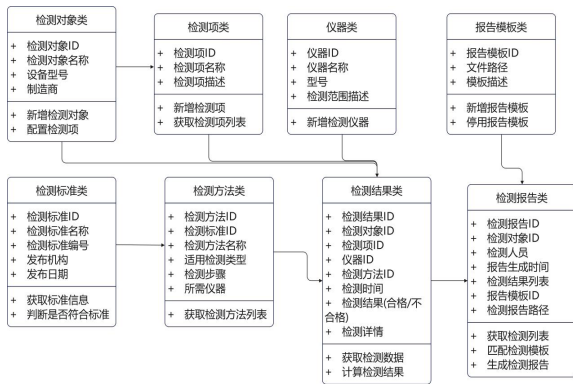 检测对象类
+ 检测对象ID
+ 检测对象名称
+ 设备型号
+ 制造商
+ 新增检测对象
+ 配置检测项
检测项类
+ 检测项ID
+ 检测项名称
+ 检测项描述
+ 新增检测项
+ 获取检测项列表
仪器类
+ 仪器ID
+ 仪器名称
+ 型号
+ 检测范围描述
+ 新增检测仪器
报告模板类
+ 报告模板ID
+ 文件路径
+ 模板描述
+ 新增报告模板
+ 停用报告模板
检测标准类
+ 检测标准ID
+ 检测标准名称
+ 检测标准编号
+ 发布机构
+ 发布日期
+ 获取标准信息
+ 判断是否符合标准
检测方法类
+ 检测方法ID
+ 检测标准ID
+ 检测方法名称
+ 适用检测类型
+ 检测步骤
+ 所需仪器
+ 获取检测方法列表
检测结果类
+ 检测结果ID
+ 检测对象ID
+ 检测项ID
+ 仪器ID
+ 检测方法ID
+ 检测时间
+ 检测结果(合格/不
合格)
+ 检测详情
+ 获取检测数据
+ 计算检测结果
检测报告类
+ 检测报告ID
+ 检测对象ID
+ 检测人员
+ 报告生成时间
+ 检测结果列表
+ 报告模板ID
+ 检测报告路径
+ 获取检测列表
+ 匹配检测模板
+ 生成检测报告